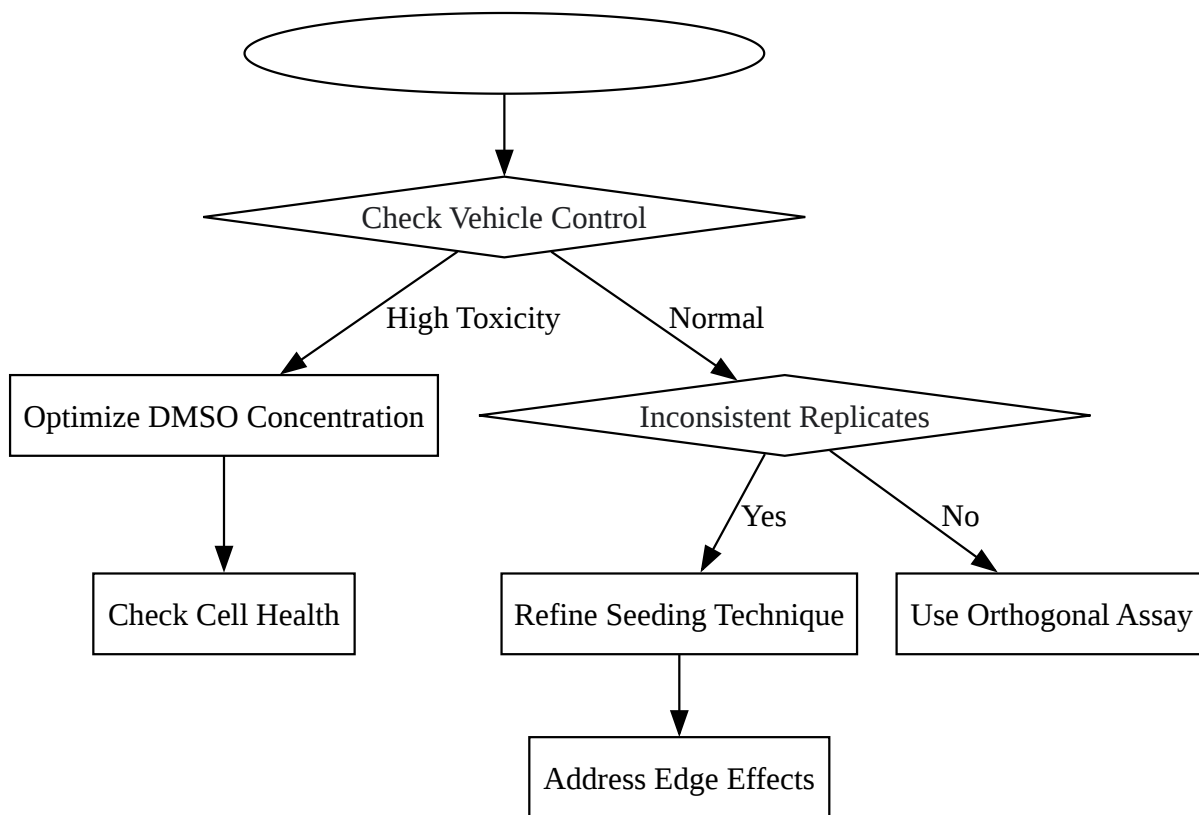 Check Vehicle Control
High Toxicity
Normal
Optimize DMSO Concentration
Inconsistent Replicates
Yes
No
Check Cell Health
Refine Seeding Technique
Use Orthogonal Assay
Address Edge Effects